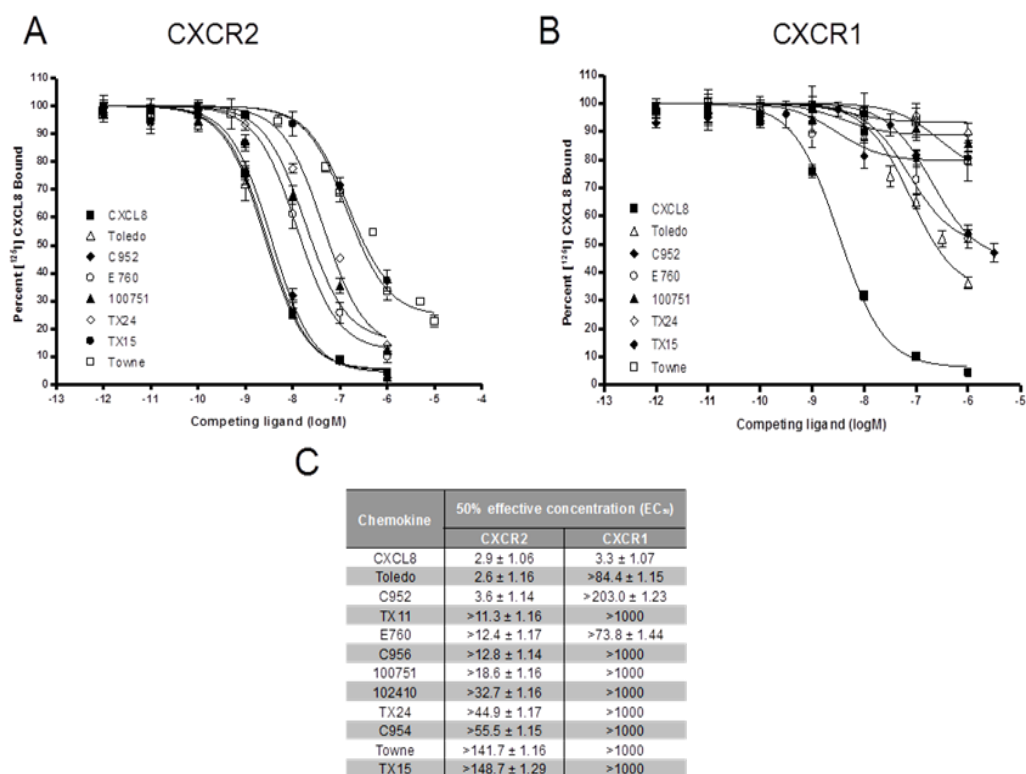 A
CXCR2
B
CXCR1
Percent [¹²⁵I] CXCL8 Bound
110
100
90
80
70
60
50
40
30
20
10
0
CXCL8
Toledo
C952
E760
100751
TX24
TX15
Towne
-13 -12 -11 -10 -9 -8 -7 -6 -5 -4
Competing ligand (logM)
Percent [¹²⁵I] CXCL8 Bound
110
100
90
80
70
60
50
40
30
20
10
0
CXCL8
Toledo
C952
E760
100751
TX24
TX15
Towne
-13 -12 -11 -10 -9 -8 -7 -6 -5
Competing ligand (logM)
C
Chemokine 50% effective concentration (EC₅₀)
CXCR2 CXCR1
CXCL8 2.9 ± 1.06 3.3 ± 1.07
Toledo 2.6 ± 1.16 >84.4 ± 1.15
C952 3.6 ± 1.14 >203.0 ± 1.23
TX11 >11.3 ± 1.16 >1000
E760 >12.4 ± 1.17 >73.8 ± 1.44
C956 >12.8 ± 1.14 >1000
100751 >18.6 ± 1.16 >1000
102410 >32.7 ± 1.16 >1000
TX24 >44.9 ± 1.17 >1000
C954 >55.5 ± 1.15 >1000
Towne >141.7 ± 1.16 >1000
TX15 >148.7 ± 1.29 >1000